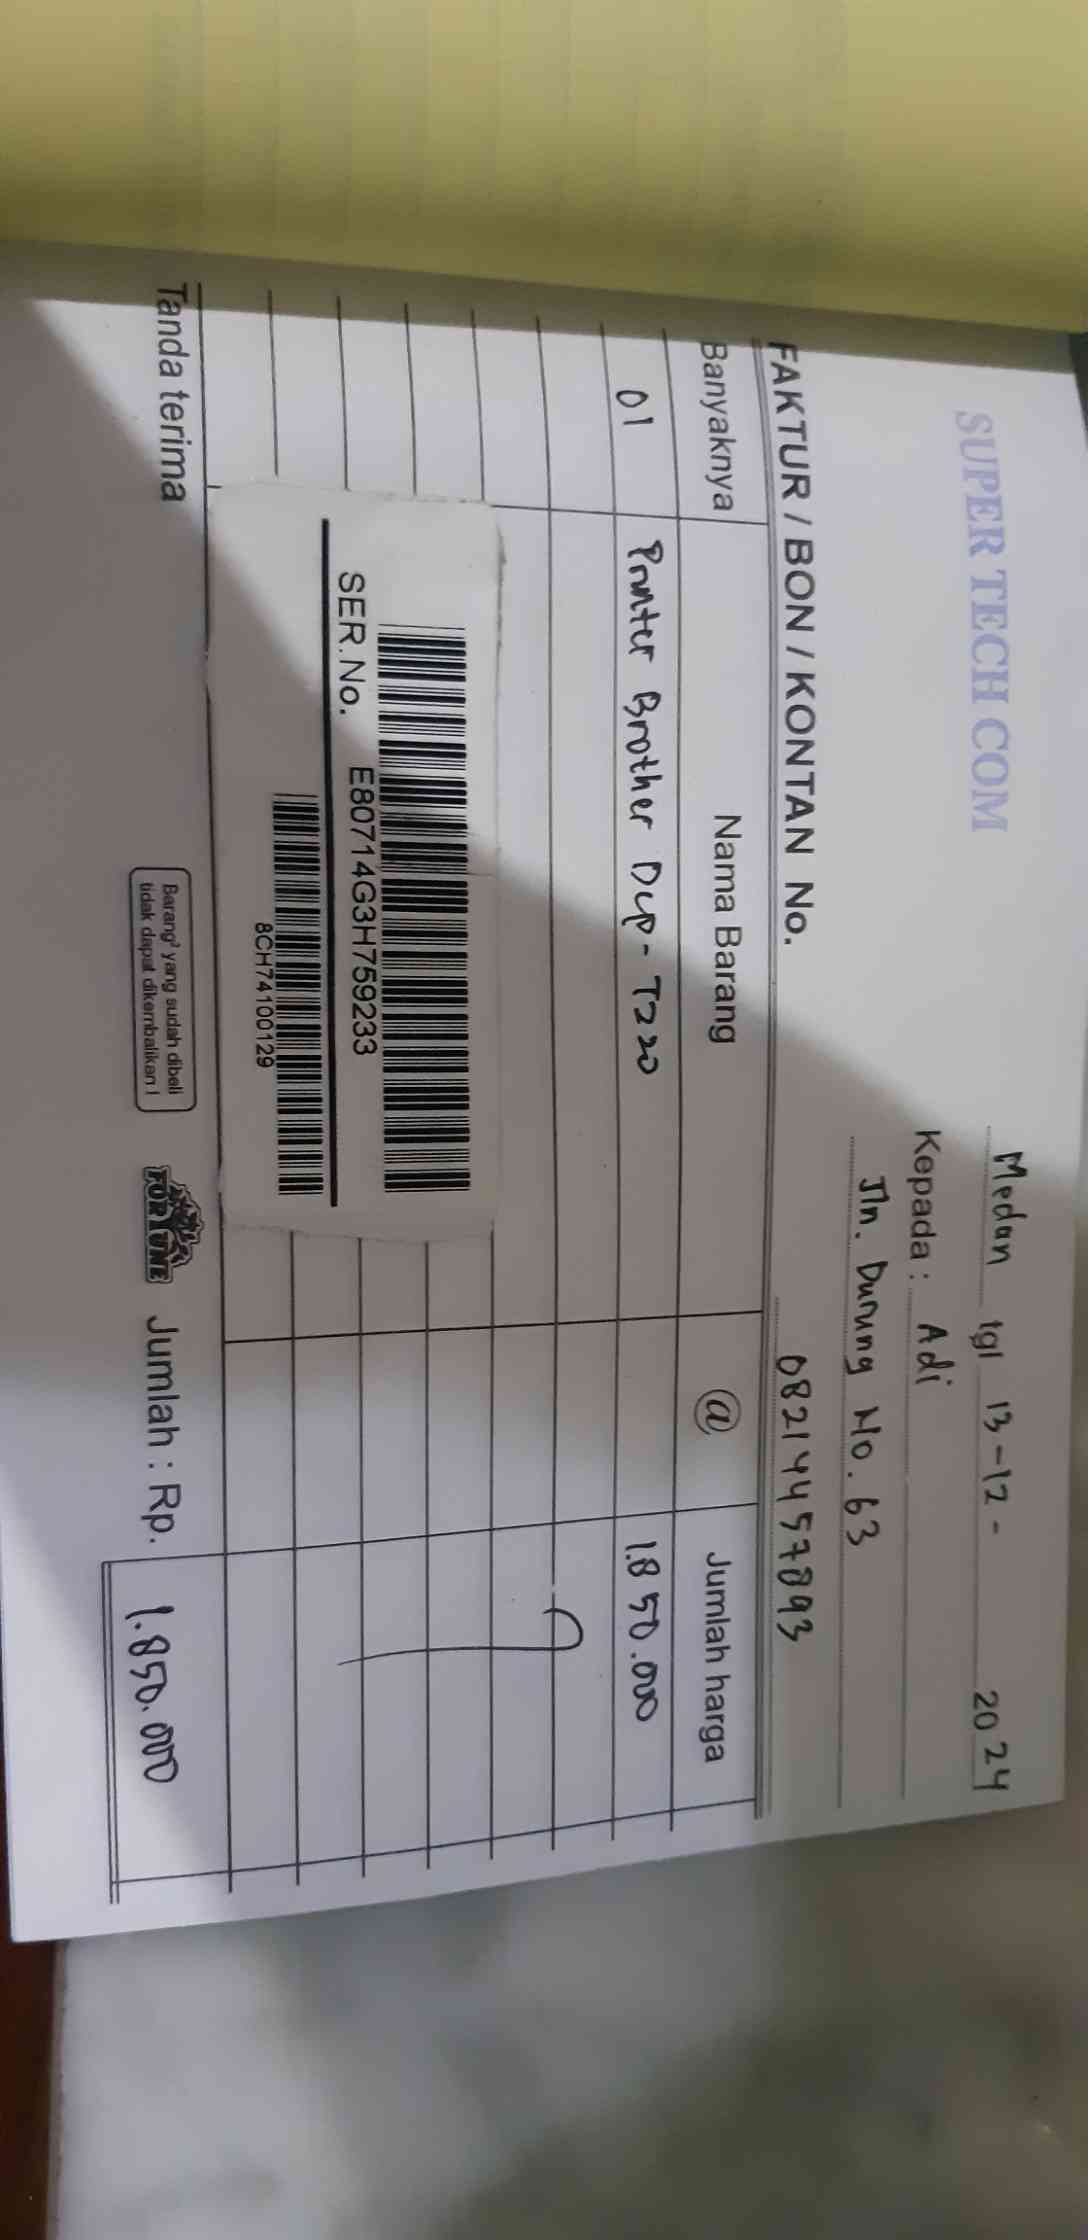 SUPER TECH COM
Medan tgl 13-12- 2024
Kepada : Adi
Jln. Durung No. 63
08214457893
FAKTUR / BON / KONTAN No.
Banyaknya Nama Barang @ Jumlah harga
01 Printer Brother Dcp-T220 1.850.000
SER.No. E80714G3H759233
8CH74100129
Tanda terima
Barang² yang sudah dibeli
tidak dapat dikembalikan !
FORTUNE
Jumlah : Rp. 1.850.000